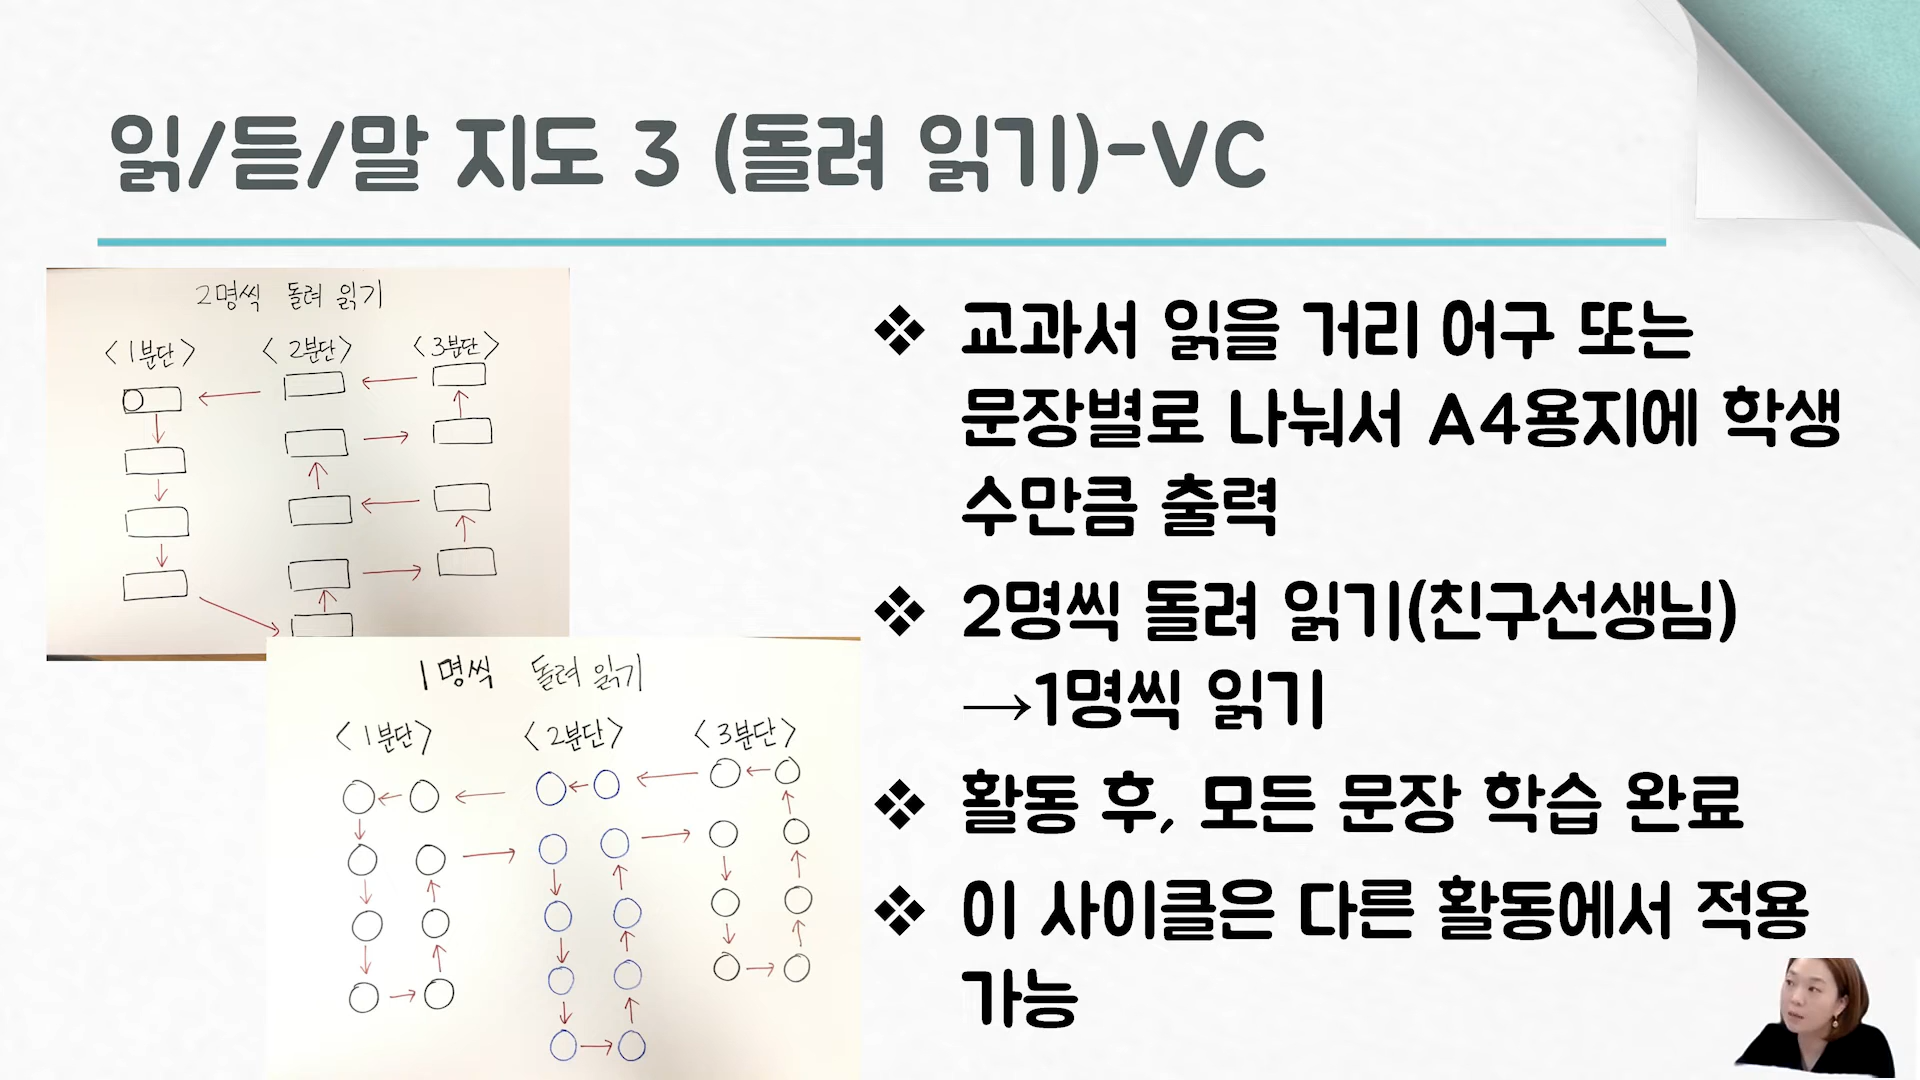 읽/듣/말 지도 3 (돌려 읽기)-VC
2명씩 돌려 읽기
<1분단> <2분단> <3분단>
1명씩 돌려 읽기
<1분단> <2분단> <3분단>
❖ 교과서 읽을 거리 어구 또는
문장별로 나눠서 A4용지에 학생
수만큼 출력
❖ 2명씩 돌려 읽기(친구선생님)
→1명씩 읽기
❖ 활동 후, 모든 문장 학습 완료
❖ 이 사이클은 다른 활동에서 적용
가능